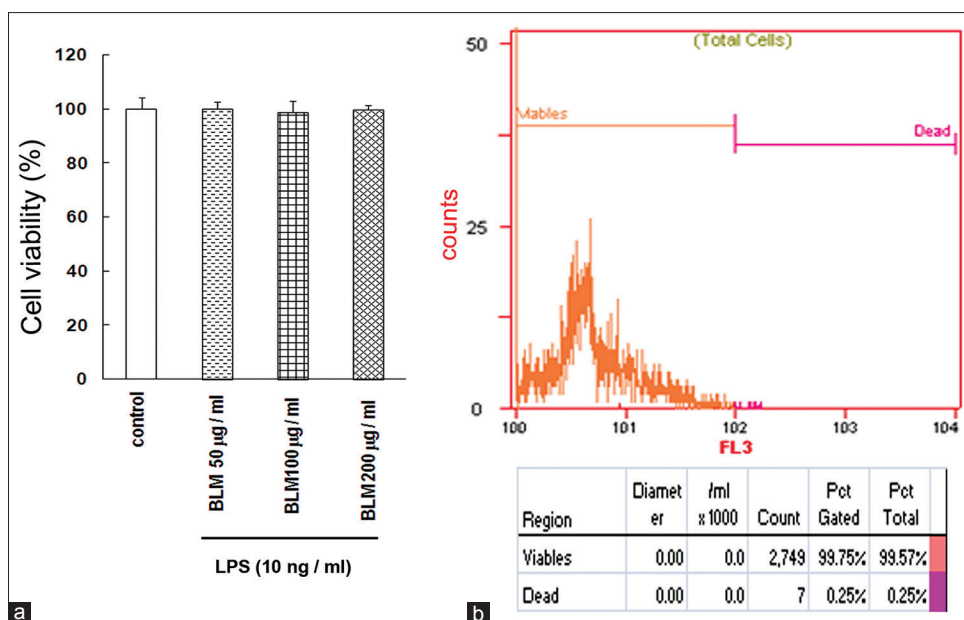 120
100
80
60
40
20
0
Cell viability (%)
control
BLM 50 μg / ml
BLM100 μg / ml
BLM200 μg / ml
LPS (10 ng / ml)
a
(Total Cells)
50
25
0
counts
Viables
Dead
100 101 102 103 104
FL3
Region Diameter /ml x1000 Count Pct Gated Pct Total
Viables 0.00 0.0 2,749 99.75% 99.57%
Dead 0.00 0.0 7 0.25% 0.25%
b